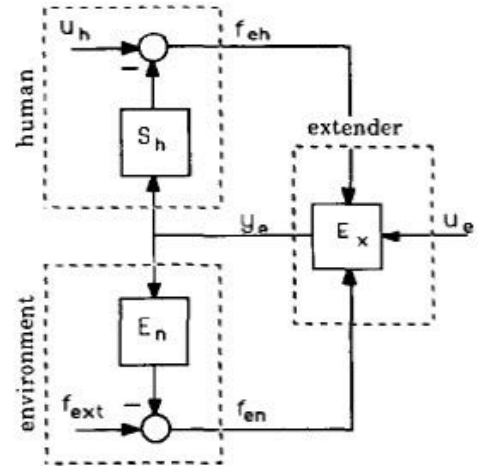 human
u_h
f_eh
−
S_h
extender
y_e
E_x
u_e
environment
E_n
−
f_ext
f_en